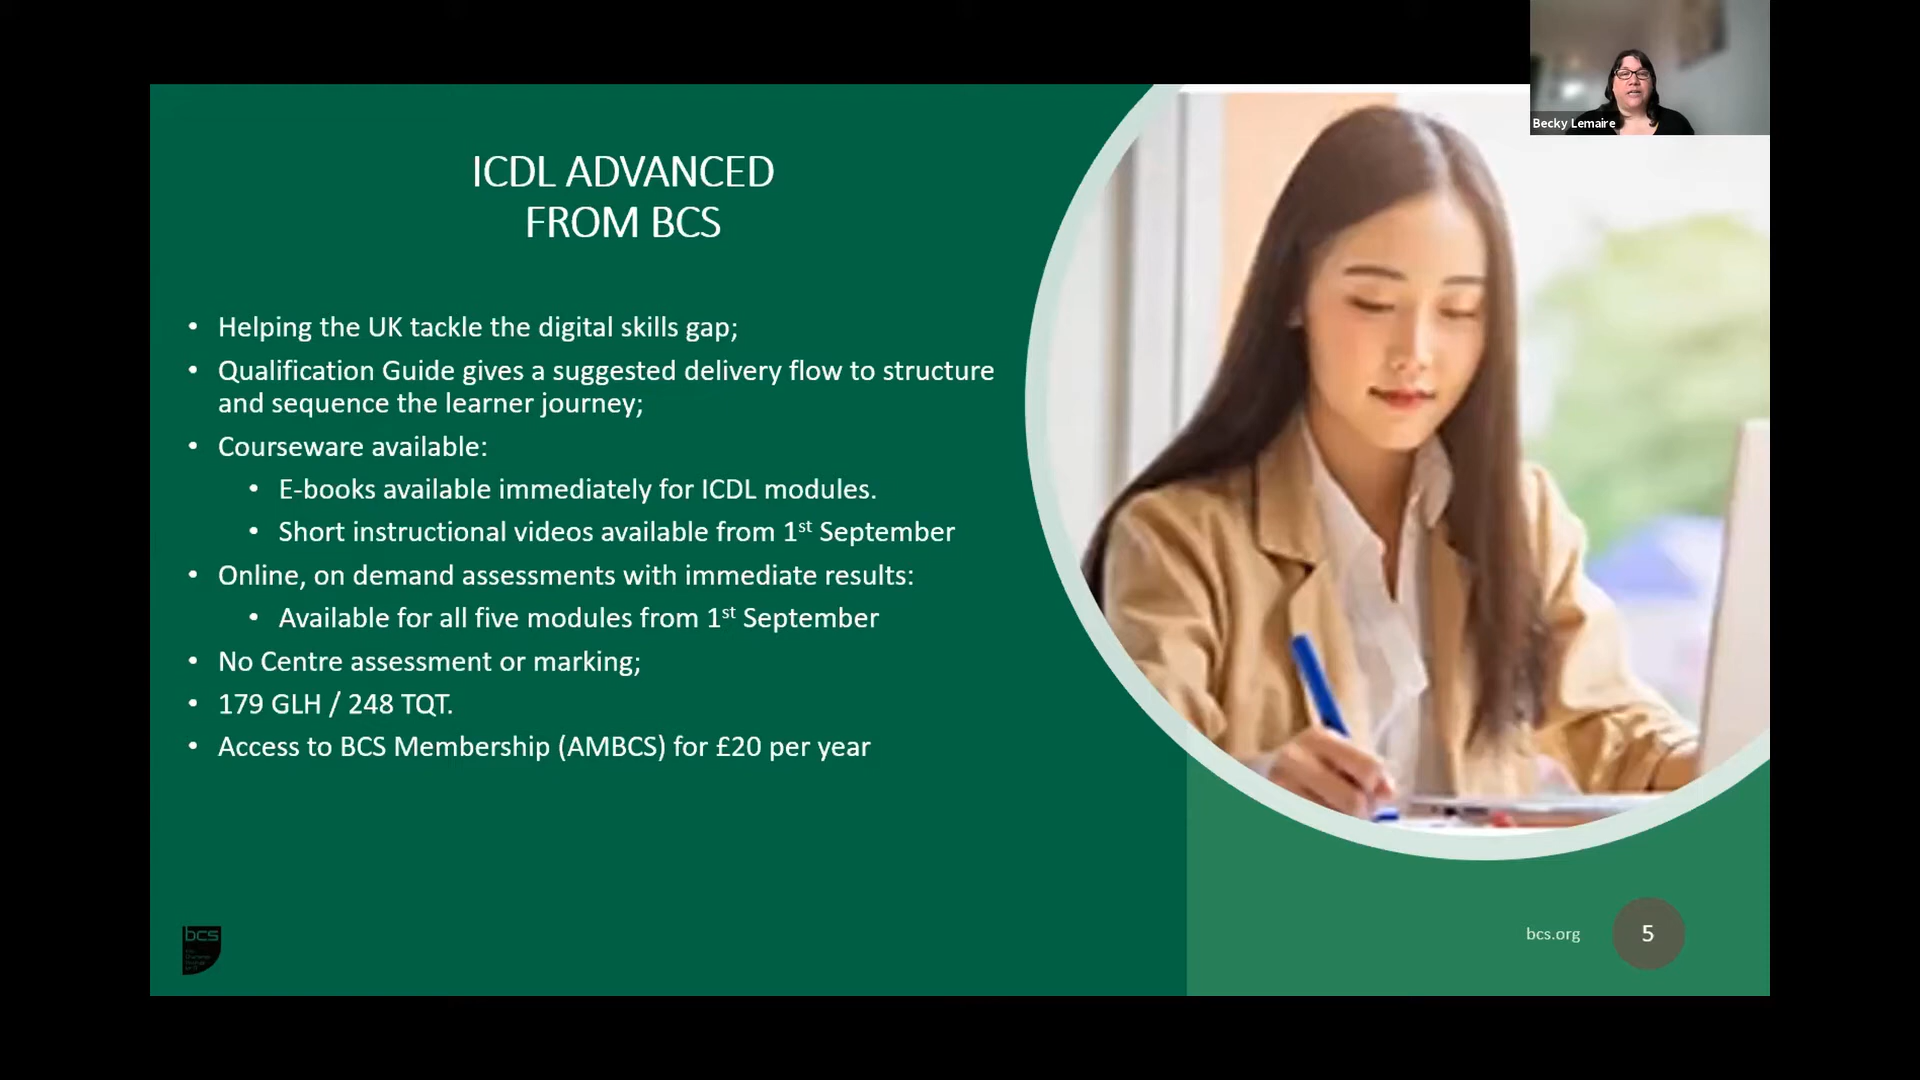 Becky Lemaire
ICDL ADVANCED
FROM BCS
• Helping the UK tackle the digital skills gap;
• Qualification Guide gives a suggested delivery flow to structure
and sequence the learner journey;
• Courseware available:
• E-books available immediately for ICDL modules.
• Short instructional videos available from 1st September
• Online, on demand assessments with immediate results:
• Available for all five modules from 1st September
• No Centre assessment or marking;
• 179 GLH / 248 TQT.
• Access to BCS Membership (AMBCS) for £20 per year
bcs
bcs.org
5